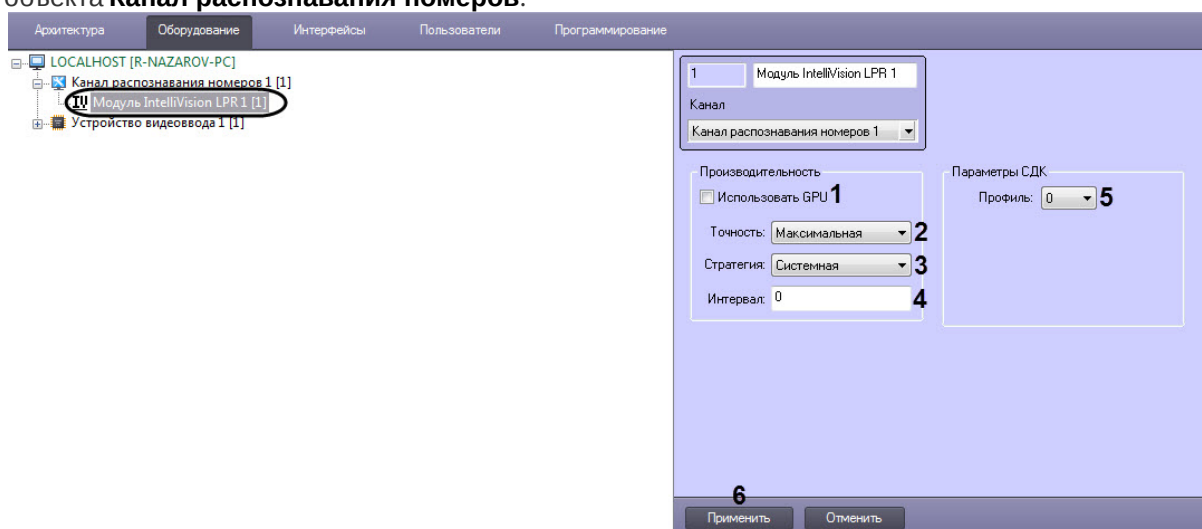 объекта Канал распознавания номеров.
Архитектура Оборудование Интерфейсы Пользователи Программирование
LOCALHOST [R-NAZAROV-PC]
Канал распознавания номеров 1 [1]
Модуль IntelliVision LPR 1 [1]
Устройство видеоввода 1 [1]
1 Модуль IntelliVision LPR 1
Канал
Канал распознавания номеров 1
Производительность
Использовать GPU 1
Точность: Максимальная 2
Стратегия: Системная 3
Интервал: 0 4
Параметры СДК
Профиль: 0 5
6
Применить Отменить